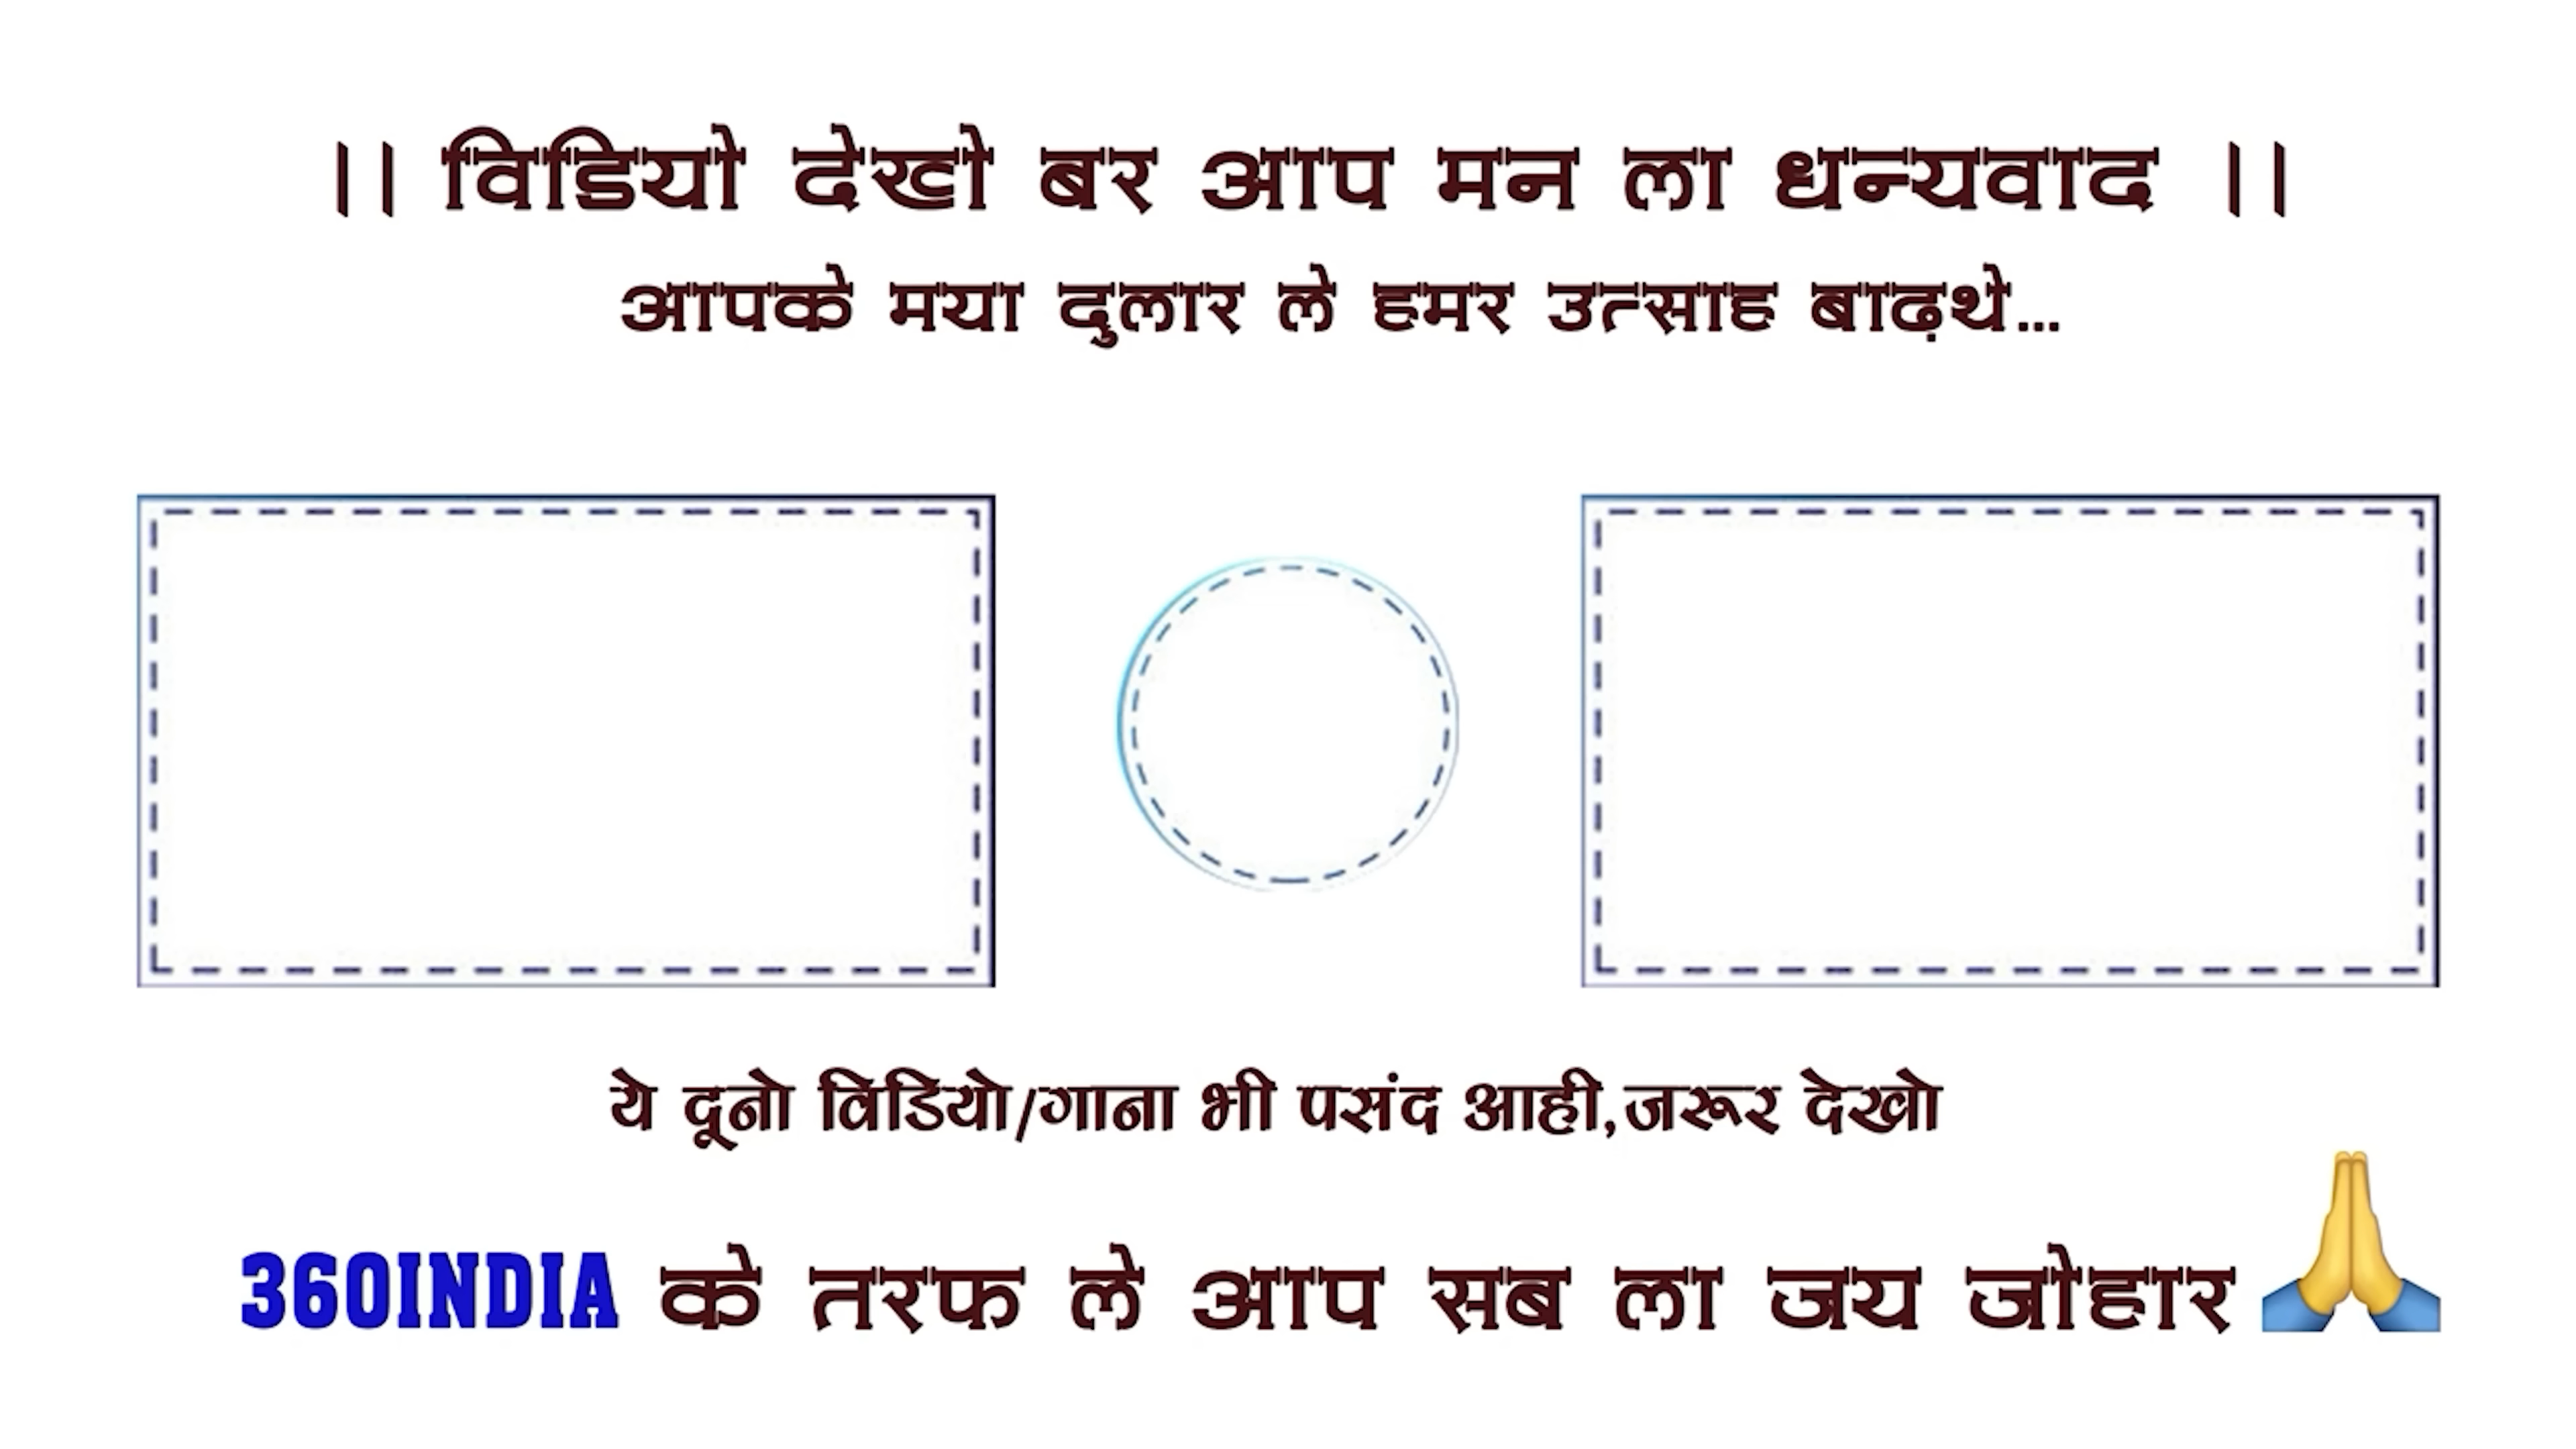 ।। विडियो देखो बर आप मन ला धन्यवाद ।।
आपके मया दुलार ले हमर उत्साह बाढ़थे...
ये दूनो विडियो/गाना भी पसंद आही,जरूर देखो
360INDIA के तरफ ले आप सब ला जय जोहार